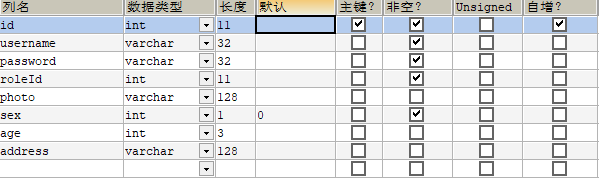 列名 数据类型 长度 默认 主键? 非空? Unsigned 自增?
id int 11
username varchar 32
password varchar 32
roleId int 11
photo varchar 128
sex int 1 0
age int 3
address varchar 128